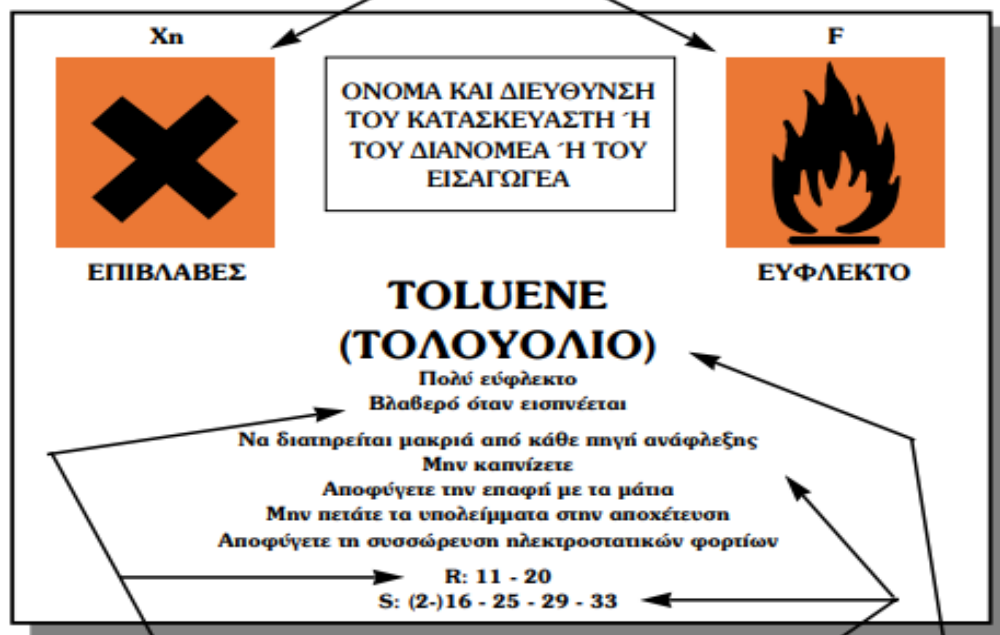 Xn
F
ΟΝΟΜΑ ΚΑΙ ΔΙΕΥΘΥΝΣΗ
ΤΟΥ ΚΑΤΑΣΚΕΥΑΣΤΗ ΄Η
ΤΟΥ ΔΙΑΝΟΜΕΑ ΄Η ΤΟΥ
ΕΙΣΑΓΩΓΕΑ
ΕΠΙΒΛΑΒΕΣ
ΕΥΦΛΕΚΤΟ
TOLUENE
(ΤΟΛΟΥΟΛΙΟ)
Πολύ εύφλεκτο
Βλαβερό όταν εισπνέεται
Να διατηρείται μακριά από κάθε πηγή ανάφλεξης
Μην καπνίζετε
Αποφύγετε την επαφή με τα μάτια
Μην πετάτε τα υπολείμματα στην αποχέτευση
Αποφύγετε τη συσσώρευση ηλεκτροστατικών φορτίων
R: 11 - 20
S: (2-)16 - 25 - 29 - 33